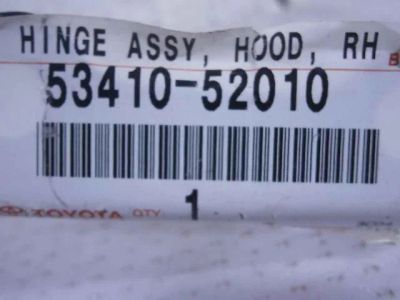 HINGE ASSY, HOOD, RH
53410-52010
TOYOTA QTY 1